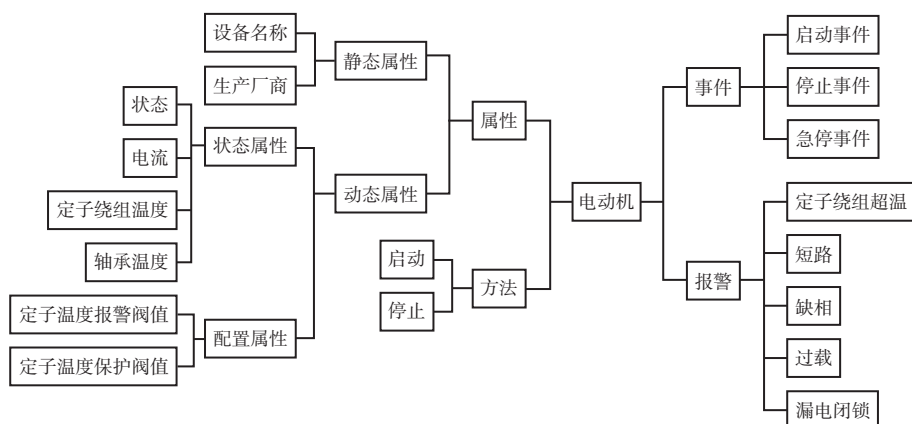 设备名称
生产厂商
静态属性
状态
电流
定子绕组温度
轴承温度
状态属性
定子温度报警阀值
定子温度保护阀值
配置属性
动态属性
属性
启动
停止
方法
电动机
事件
启动事件
停止事件
急停事件
报警
定子绕组超温
短路
缺相
过载
漏电闭锁